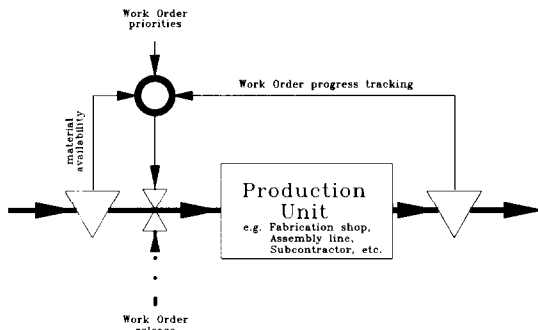 Work Order
priorities
Work Order progress tracking
material
availability
Production
Unit
e.g. Fabrication shop,
Assembly line,
Subcontractor, etc.
Work Order
release